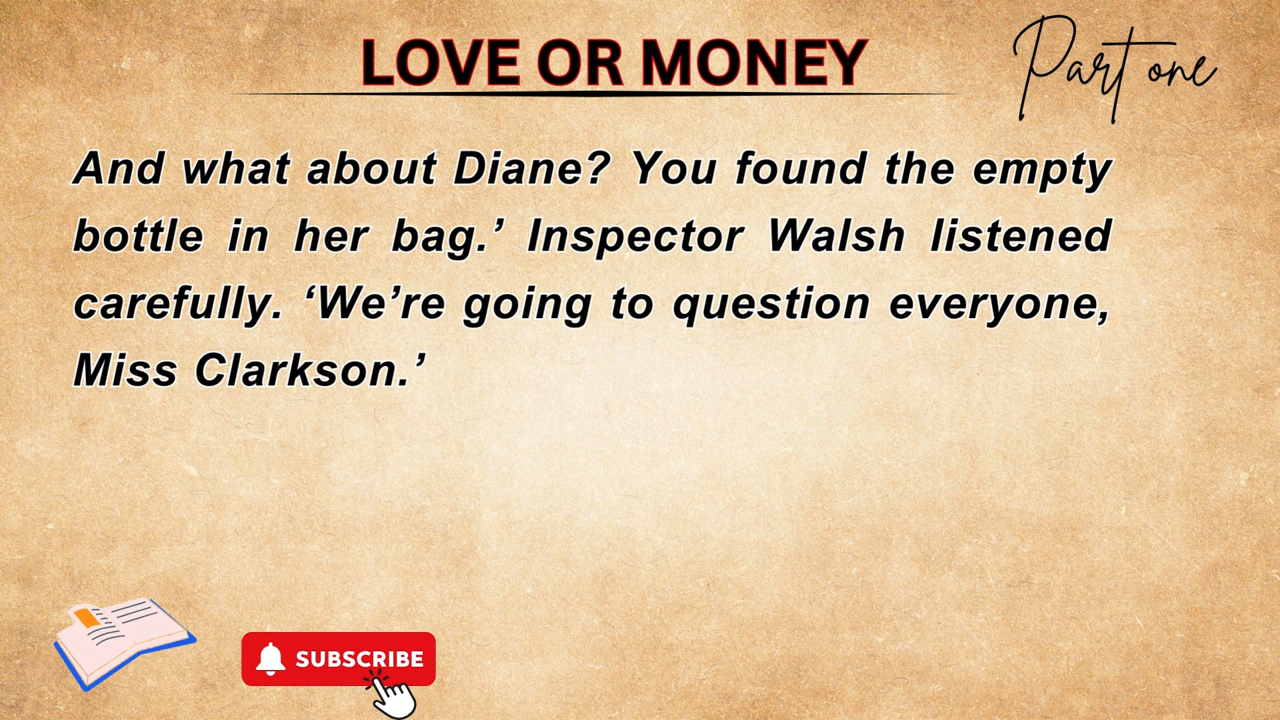 LOVE OR MONEY
Part one
And what about Diane? You found the empty
bottle in her bag.’ Inspector Walsh listened
carefully. ‘We’re going to question everyone,
Miss Clarkson.’
SUBSCRIBE